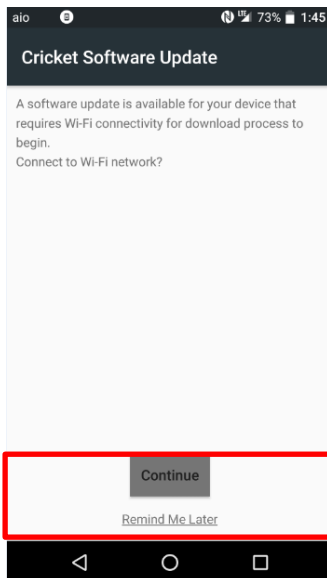 aio 73% 1:45
Cricket Software Update
A software update is available for your device that
requires Wi-Fi connectivity for download process to
begin.
Connect to Wi-Fi network?
Continue
Remind Me Later